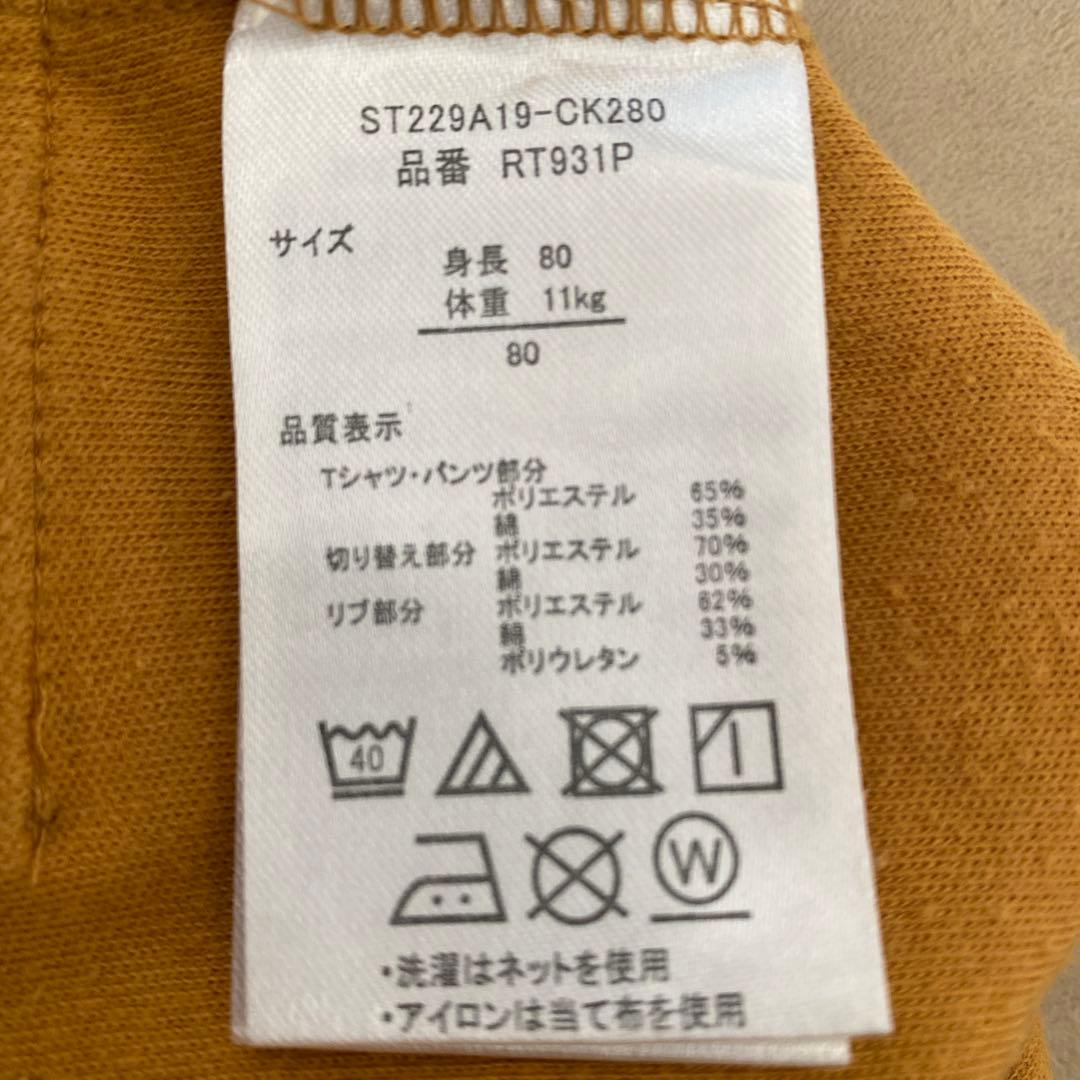 ST229A19-CK280
品番 RT931P
サイズ
身長 80
体重 11kg
80
品質表示
Tシャツ・パンツ部分
ポリエステル 65%
綿 35%
切り替え部分 ポリエステル 70%
綿 30%
リブ部分 ポリエステル 62%
綿 33%
ポリウレタン 5%
40
W
・洗濯はネットを使用
・アイロンは当て布を使用